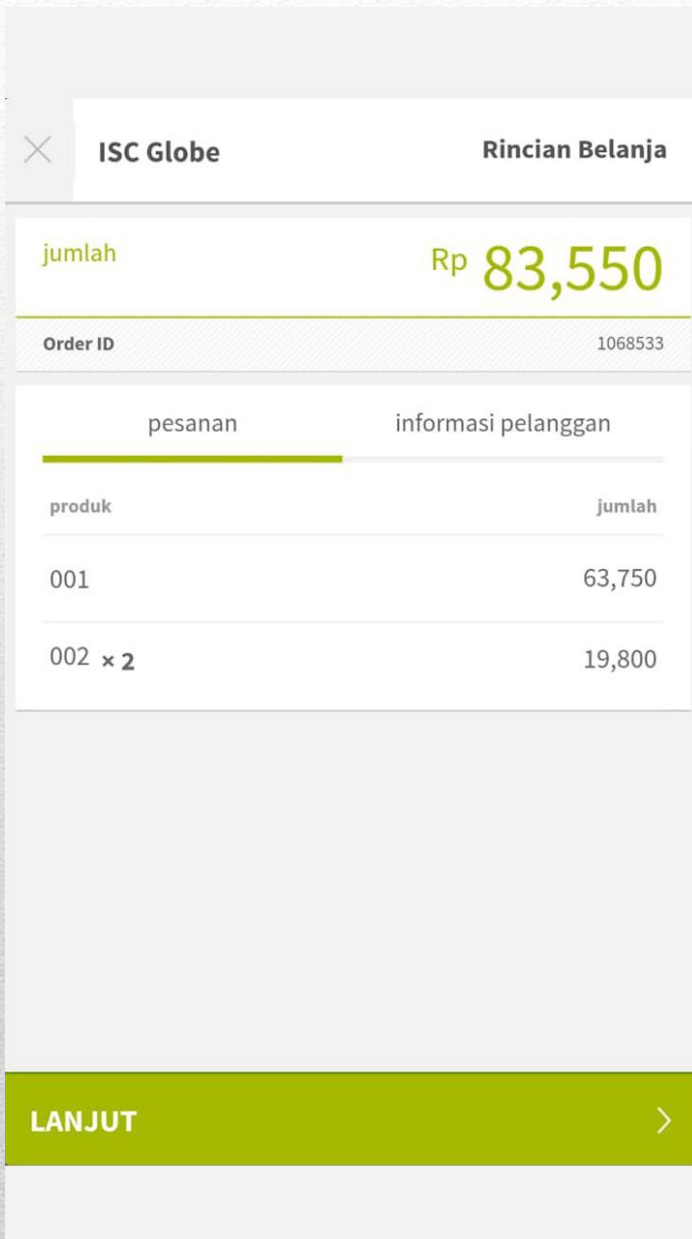 ISC Globe Rincian Belanja
jumlah Rp 83,550
Order ID 1068533
pesanan informasi pelanggan
produk jumlah
001 63,750
002 × 2 19,800
LANJUT